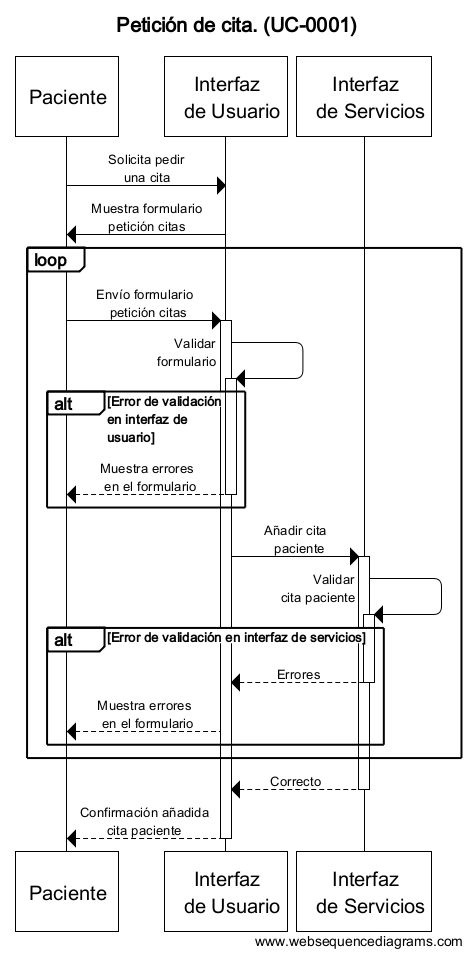 Petición de cita. (UC-0001)
Paciente
Interfaz
de Usuario
Interfaz
de Servicios
Solicita pedir
una cita
Muestra formulario
petición citas
loop
Envío formulario
petición citas
Validar
formulario
alt
[Error de validación
en interfaz de
usuario]
Muestra errores
en el formulario
Añadir cita
paciente
Validar
cita paciente
alt
[Error de validación en interfaz de servicios]
Errores
Muestra errores
en el formulario
Correcto
Confirmación añadida
cita paciente
Paciente
Interfaz
de Usuario
Interfaz
de Servicios
www.websequencediagrams.com